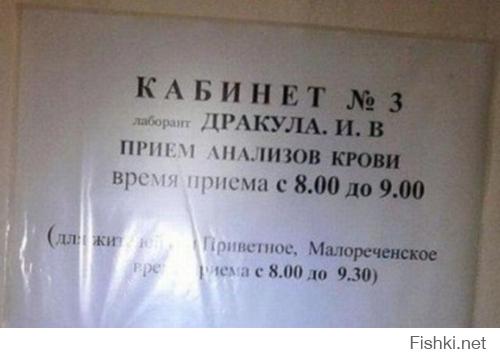 КАБИНЕТ № 3
лаборант ДРАКУЛА. И. В
ПРИЕМ АНАЛИЗОВ КРОВИ
время приема с 8.00 до 9.00
Приветное, Малореченское
с 8.00 до 9.30)
Fishki.net